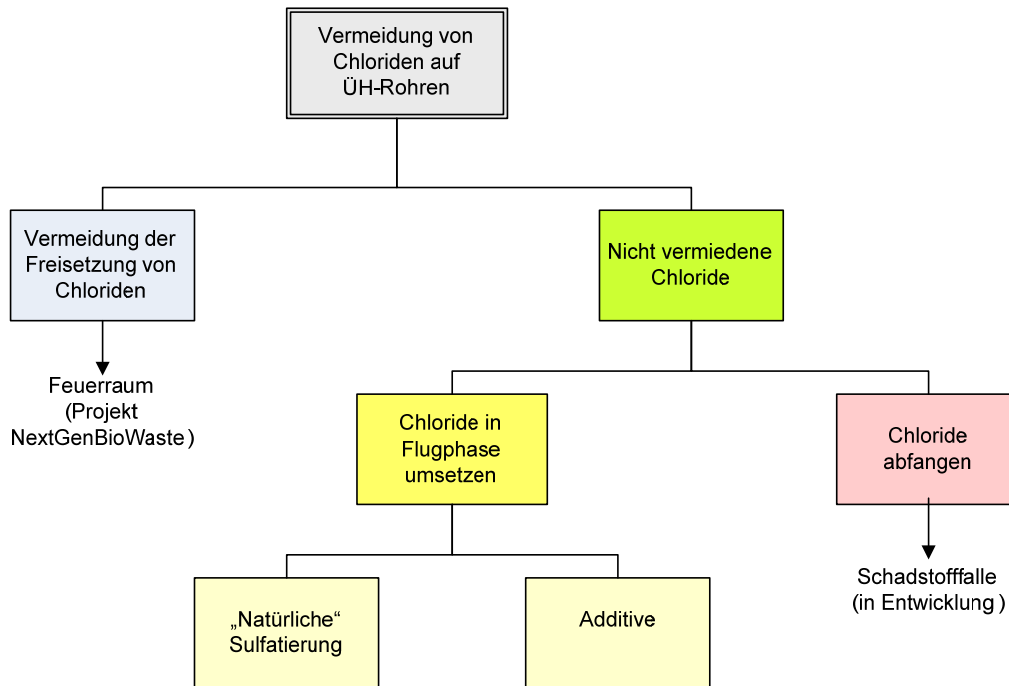 Vermeidung von
Chloriden auf
ÜH-Rohren
Vermeidung der
Freisetzung von
Chloriden
Nicht vermiedene
Chloride
Feuerraum
(Projekt
NextGenBioWaste)
Chloride in
Flugphase
umsetzen
Chloride
abfangen
Schadstofffalle
(in Entwicklung)
„Natürliche“
Sulfatierung
Additive